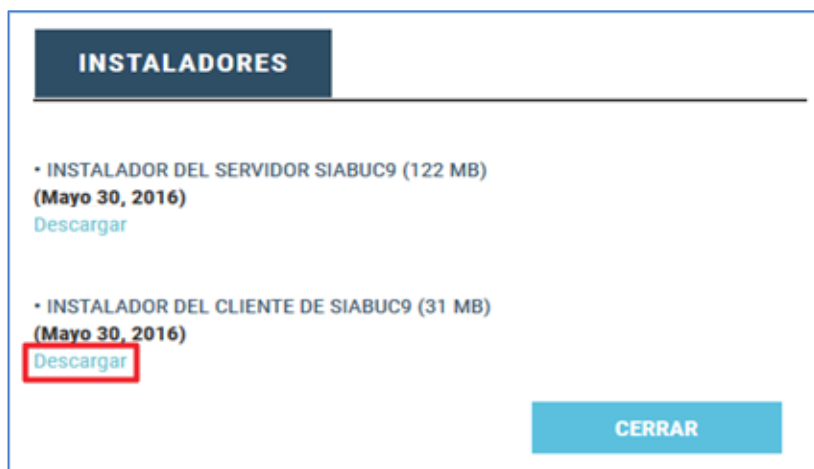 INSTALADORES
• INSTALADOR DEL SERVIDOR SIABUC9 (122 MB)
(Mayo 30, 2016)
Descargar
• INSTALADOR DEL CLIENTE DE SIABUC9 (31 MB)
(Mayo 30, 2016)
Descargar
CERRAR